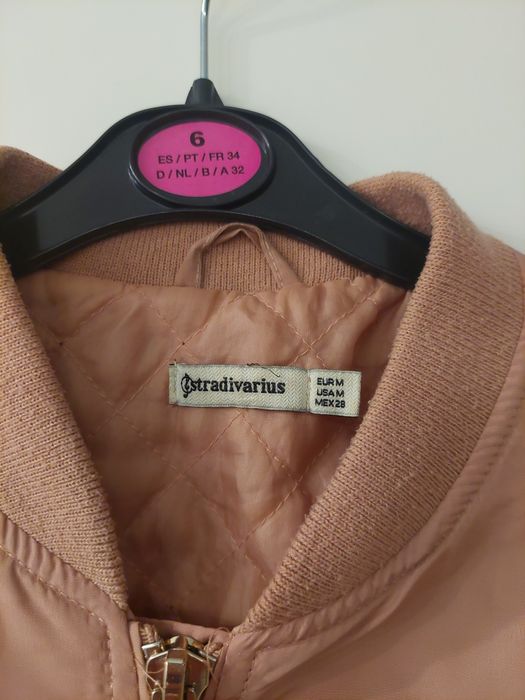 6
ES / PT / FR 34
D / NL / B / A 32
stradivarius
EUR M
USA M
MEX 28